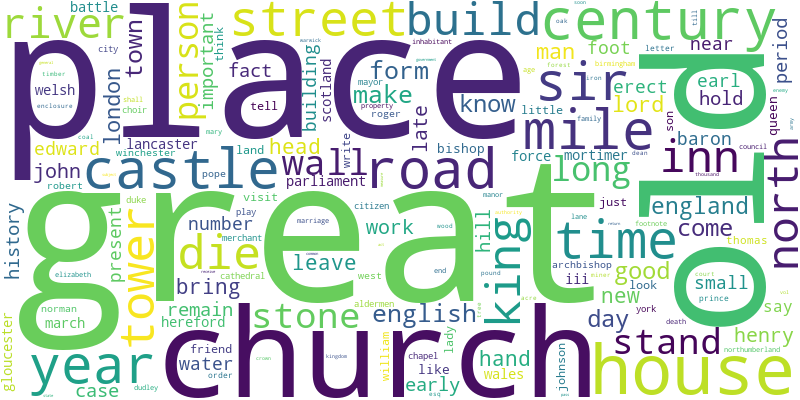 battle
river
person
street
build
century
place
city
town
important
building
think
warwick
inhabitant
soon
oak
letter
birmingham
age
forest
iron
enemy
army
till
timber
welsh
enclosure
london
choir
shall
coal
fact
tell
form
make
mayor
property
roger
scotland
know
little
late
man
foot
near
period
sir
erect
lord
earl
hold
queen
son
baron
old
edward
john
lancaster
winchester
mary
land
pope
robert
castle
head
wall
write
bishop
parliament
road
force
mortimer
mile
family
dean
council
inn
thousand
north
history
elizabeth
duke
present
norman
march
tower
great
die
number
visit
play
merchant
marriage
citizen
work
leave
west
aldermen
cathedral
bring
remain
hereford
hill
king
long
just
manor
wood
end
pound
archbishop
iii
time
lane
footnote
england
come
thomas
good
look
small
new
court
prince
york
say
day
death
henry
northumberland
gloucester
year
case
dudley
friend
water
order
crown
kingdom
church
stone
english
william
chapel
like
early
esq
lady
hand
wales
tree
acre
johnson
stand
house